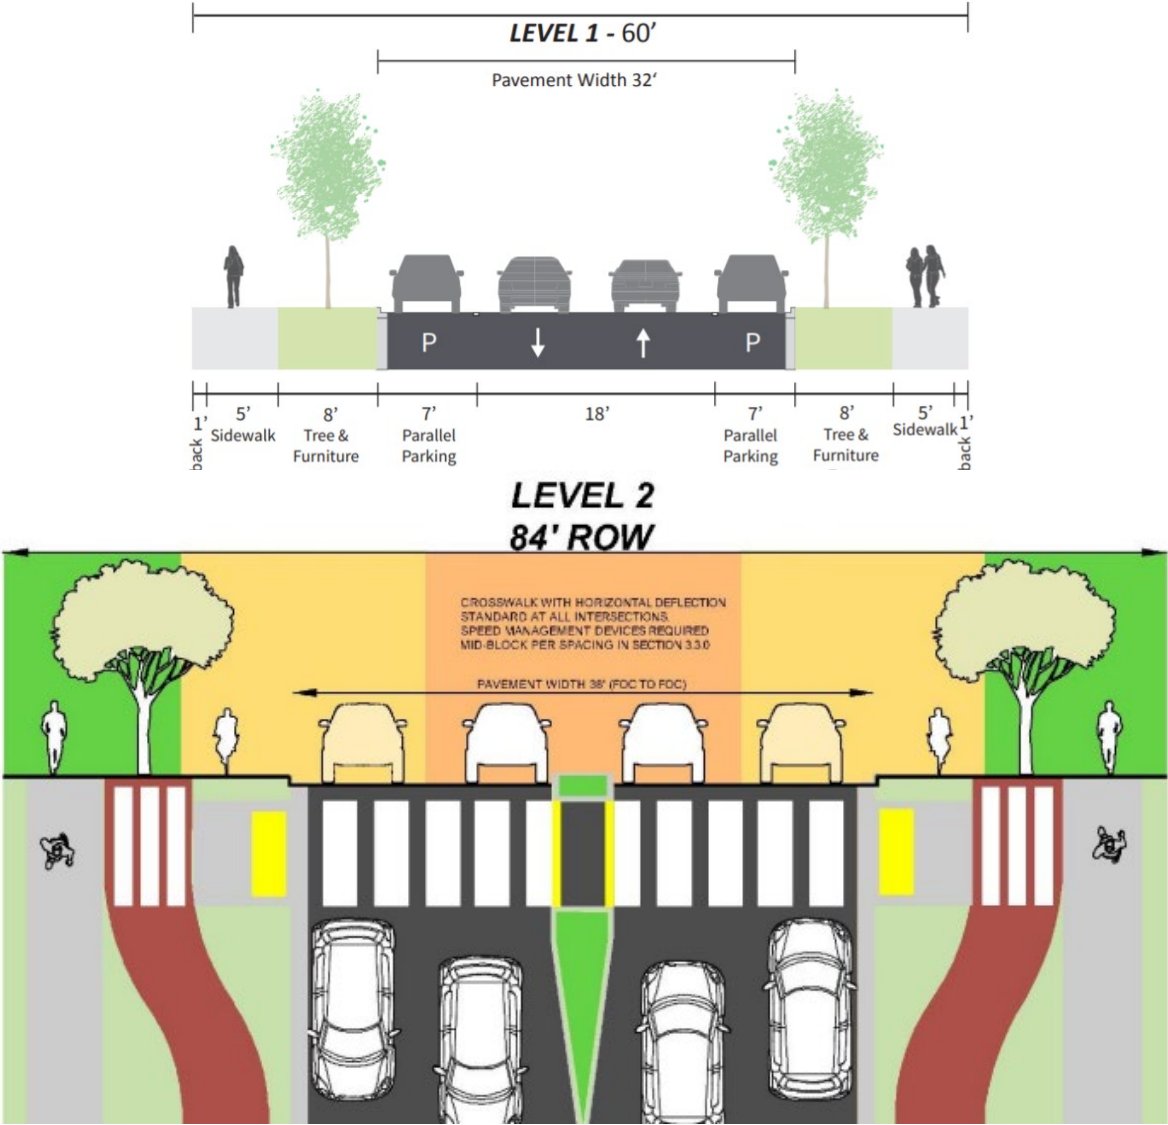 LEVEL 1 - 60’
Pavement Width 32‘
P
P
1’
5’
8’
7’
18’
7’
8’
5’
1’
back
Sidewalk
Tree &
Furniture
Parallel
Parking
Parallel
Parking
Tree &
Furniture
Sidewalk
back
LEVEL 2
84' ROW
CROSSWALK WITH HORIZONTAL DEFLECTION
STANDARD AT ALL INTERSECTIONS.
SPEED MANAGEMENT DEVICES REQUIRED
MID-BLOCK PER SPACING IN SECTION 3.3.0
PAVEMENT WIDTH 38' (FOC TO FOC)